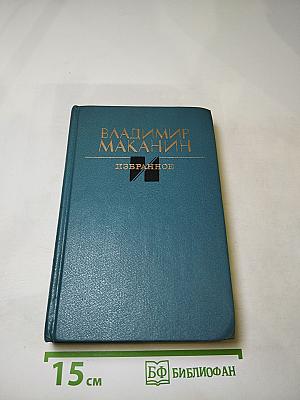 ВЛАДИМИР
МАКАНИН
ИЗБРАННОЕ
И
15 см
БФ БИБЛИОФАН